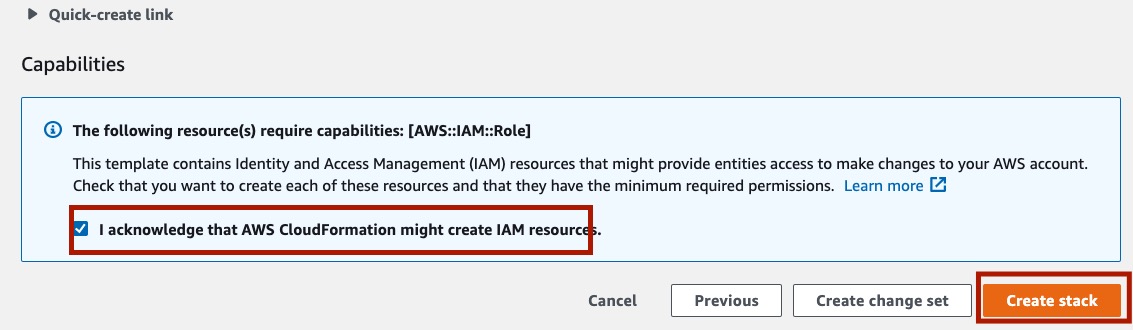 Quick-create link
Capabilities
The following resource(s) require capabilities: [AWS::IAM::Role]
This template contains Identity and Access Management (IAM) resources that might provide entities access to make changes to your AWS account.
Check that you want to create each of these resources and that they have the minimum required permissions. Learn more
I acknowledge that AWS CloudFormation might create IAM resources.
Cancel Previous Create change set Create stack